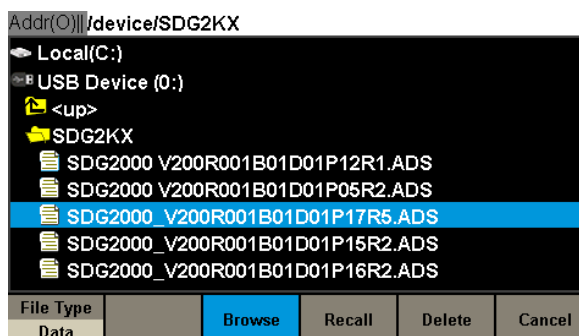 Addr(O)|| /device/SDG2KX
Local(C:)
USB Device (0:)
<up>
SDG2KX
SDG2000 V200R001B01D01P12R1.ADS
SDG2000 V200R001B01D01P05R2.ADS
SDG2000_V200R001B01D01P17R5.ADS
SDG2000_V200R001B01D01P15R2.ADS
SDG2000_V200R001B01D01P16R2.ADS
File Type
Data
Browse
Recall
Delete
Cancel